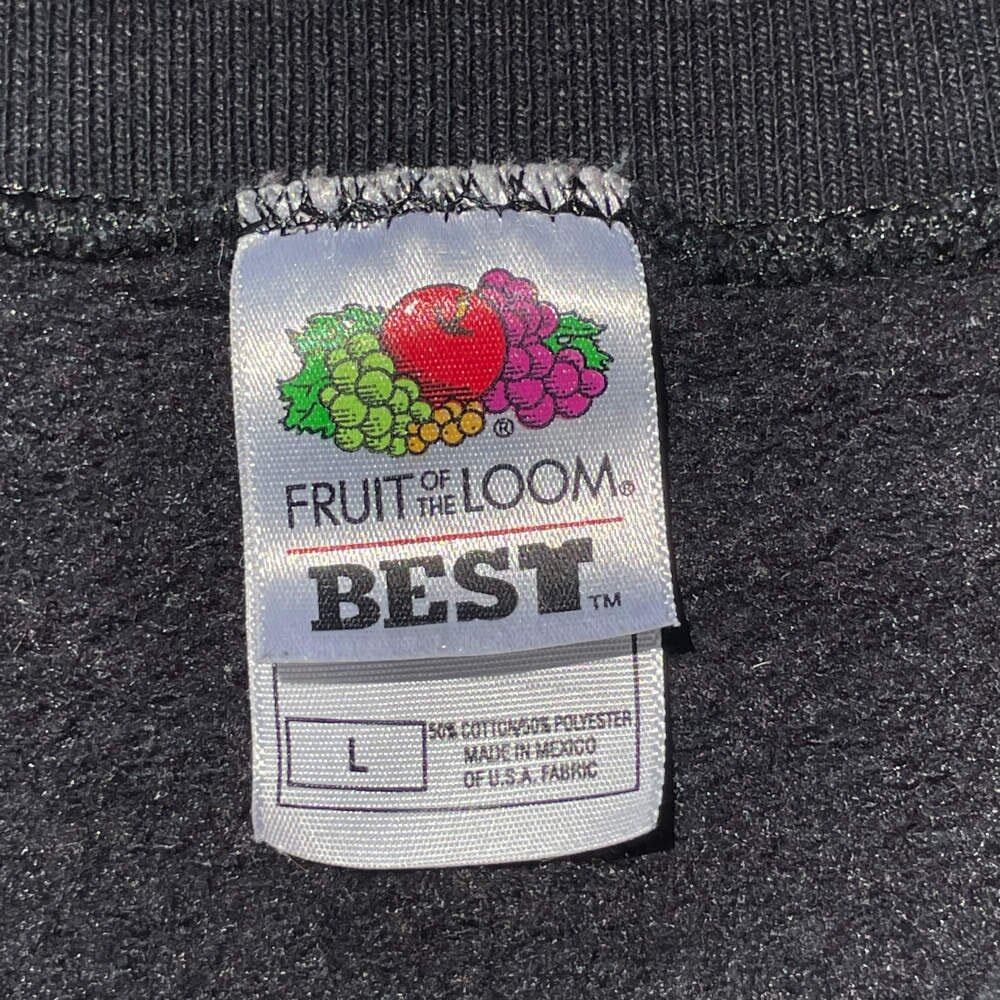 ®
FRUIT OF THE LOOM®
BEST™
L
50% COTTON/50% POLYESTER
MADE IN MEXICO
OF U.S.A. FABRIC